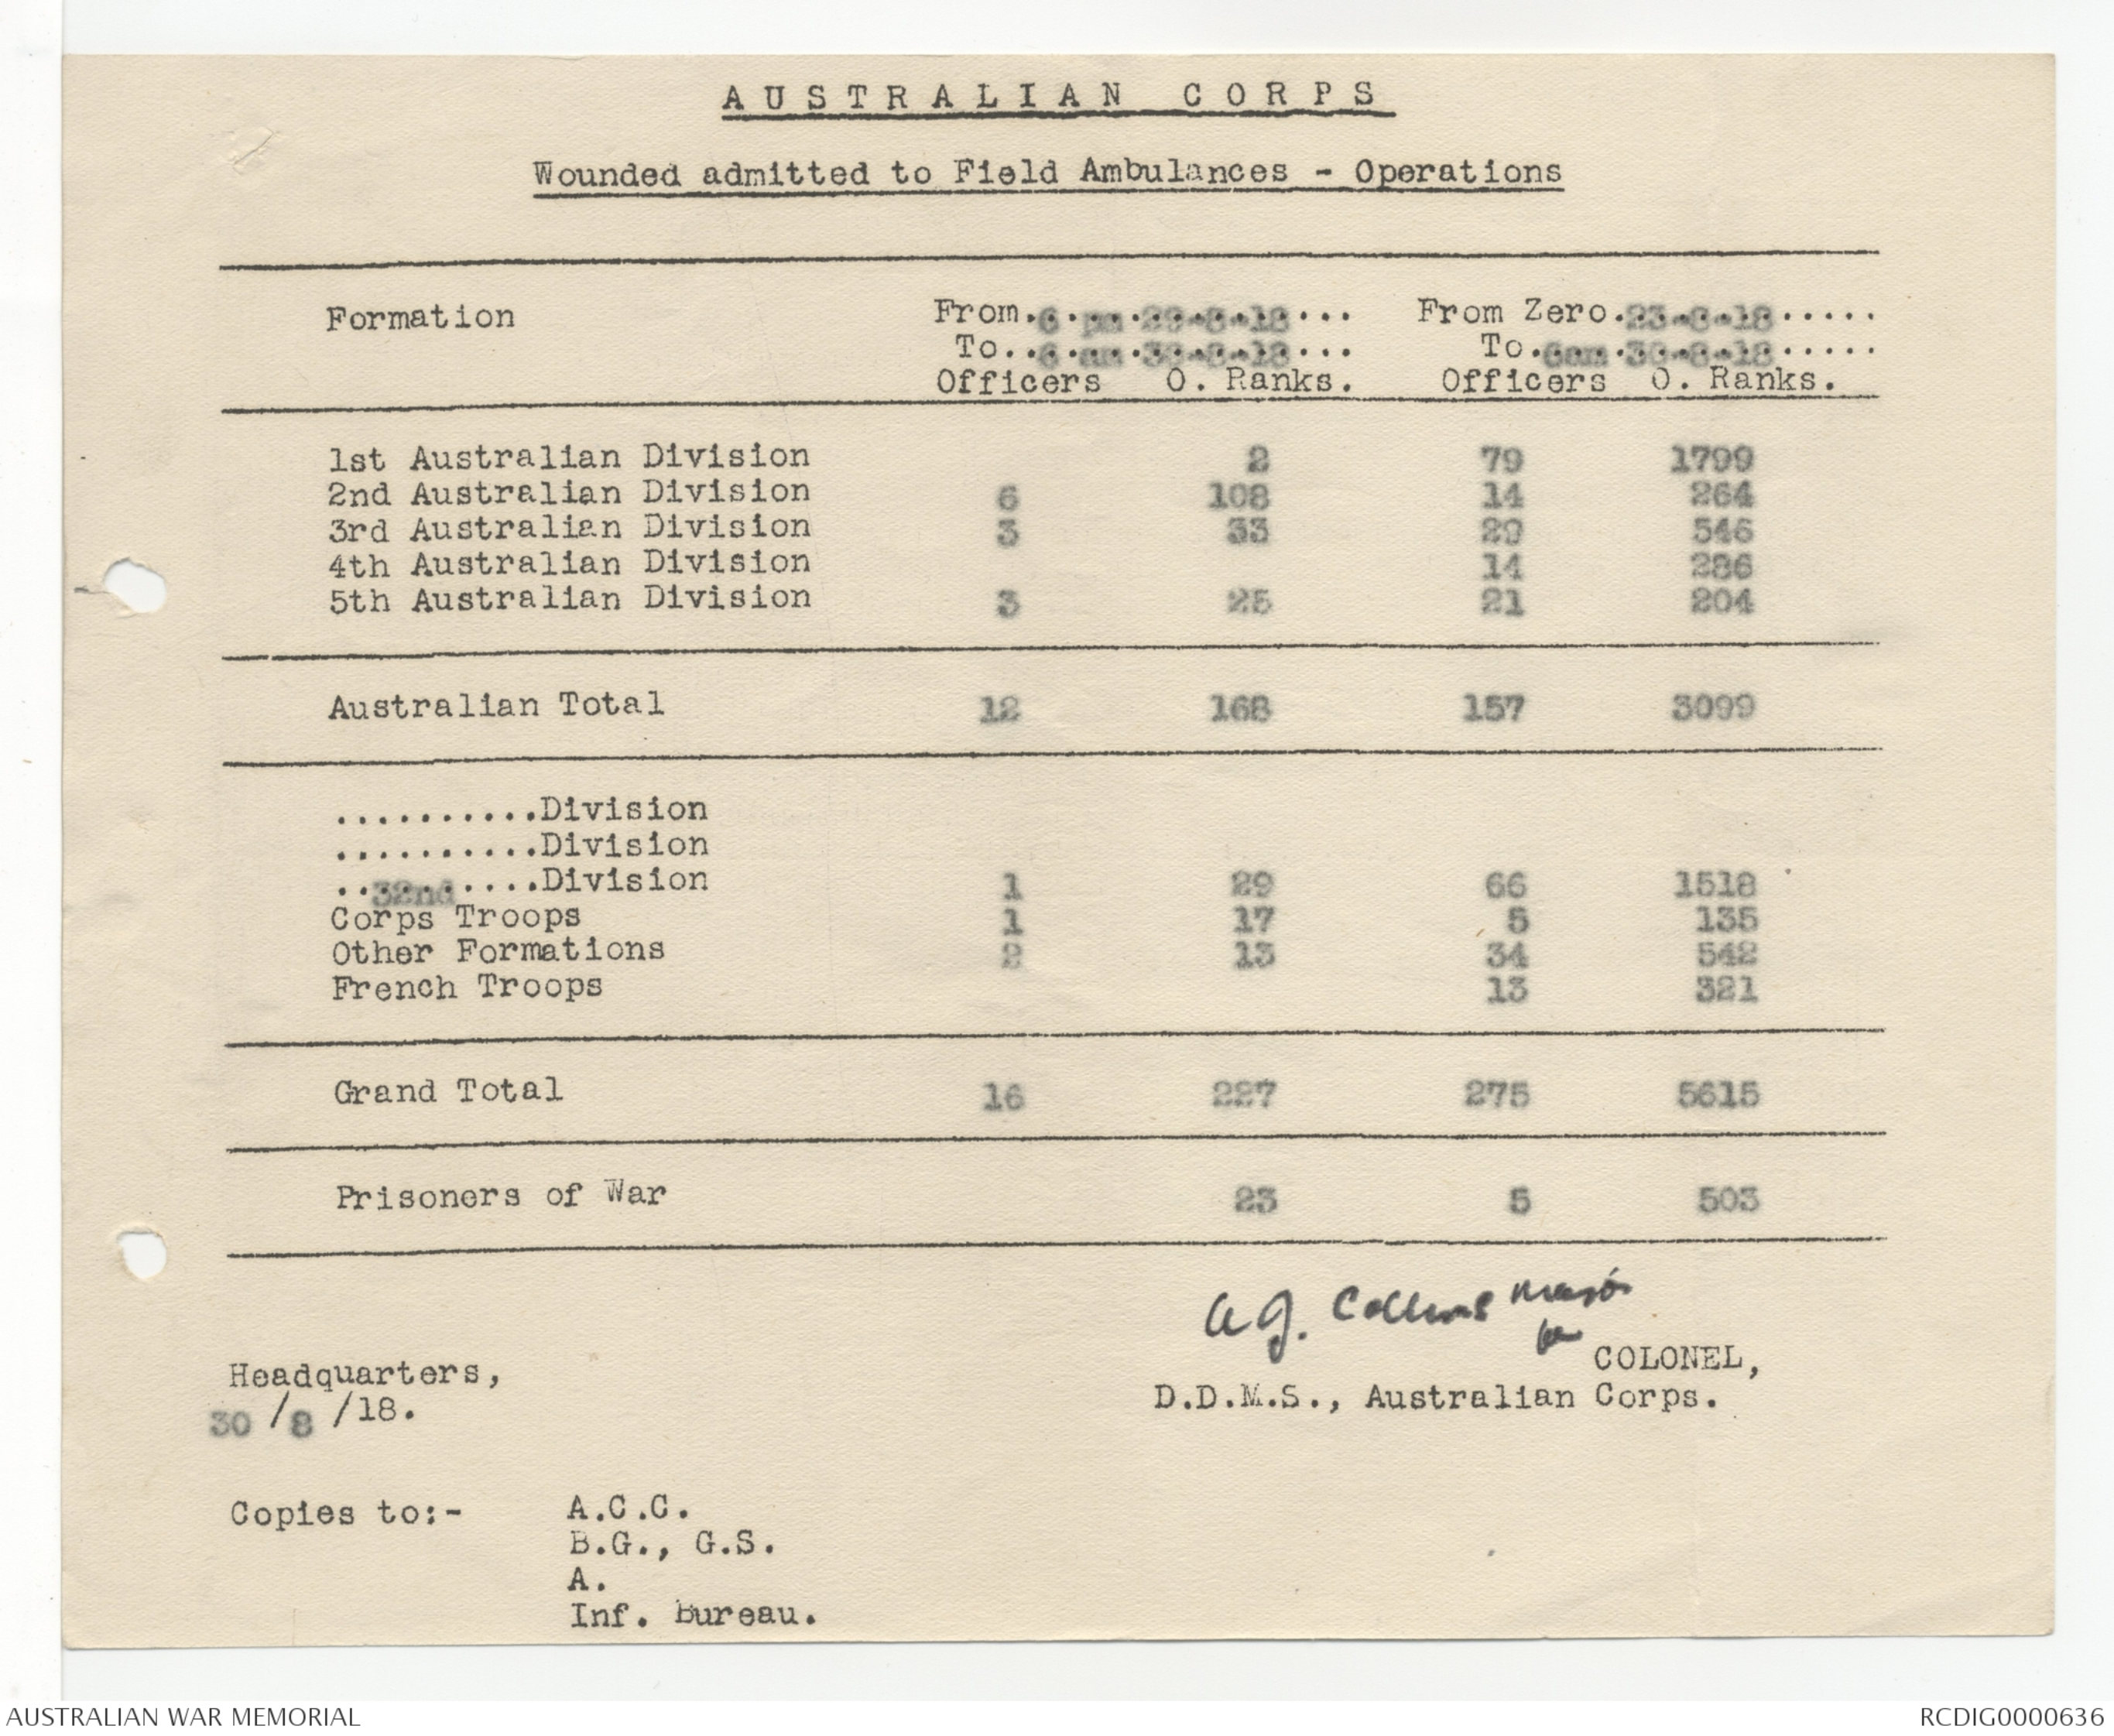 AUSTRALIAN CORPS
Wounded admitted to Field Ambulances - Operations
Formation From.6.pm.29-8-18... From Zero.23-8-18.....
To..6.am.30-8-18... To.6am.30-8-18.....
Officers O. Ranks. Officers O. Ranks.
1st Australian Division 2 79 1799
2nd Australian Division 6 108 14 264
3rd Australian Division 3 33 29 546
4th Australian Division 14 286
5th Australian Division 3 25 21 204
Australian Total 12 168 157 3099
..........Division
..........Division
..32nd....Division 1 29 66 1518
Corps Troops 1 17 5 135
Other Formations 2 13 34 542
French Troops 13 321
Grand Total 16 227 275 5615
Prisoners of War 23 5 503
A J. Collins Major
for COLONEL,
Headquarters,
D.D.M.S., Australian Corps.
30/8/18.
Copies to:- A.C.C.
B.G., G.S.
A.
Inf. Bureau.
AUSTRALIAN WAR MEMORIAL RCDIG0000636